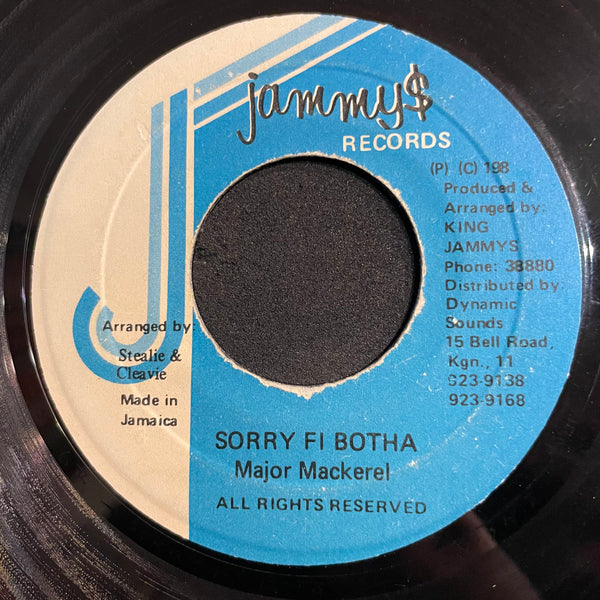 jammy$
RECORDS
(P) (C) 198
Produced &
Arranged by:
KING
JAMMYS
Phone: 38880
Distributed by:
Dynamic
Sounds
15 Bell Road,
Kgn., 11
923-9138
923-9168
Arranged by:
Stealie &
Cleavie
Made in
Jamaica
SORRY FI BOTHA
Major Mackerel
ALL RIGHTS RESERVED